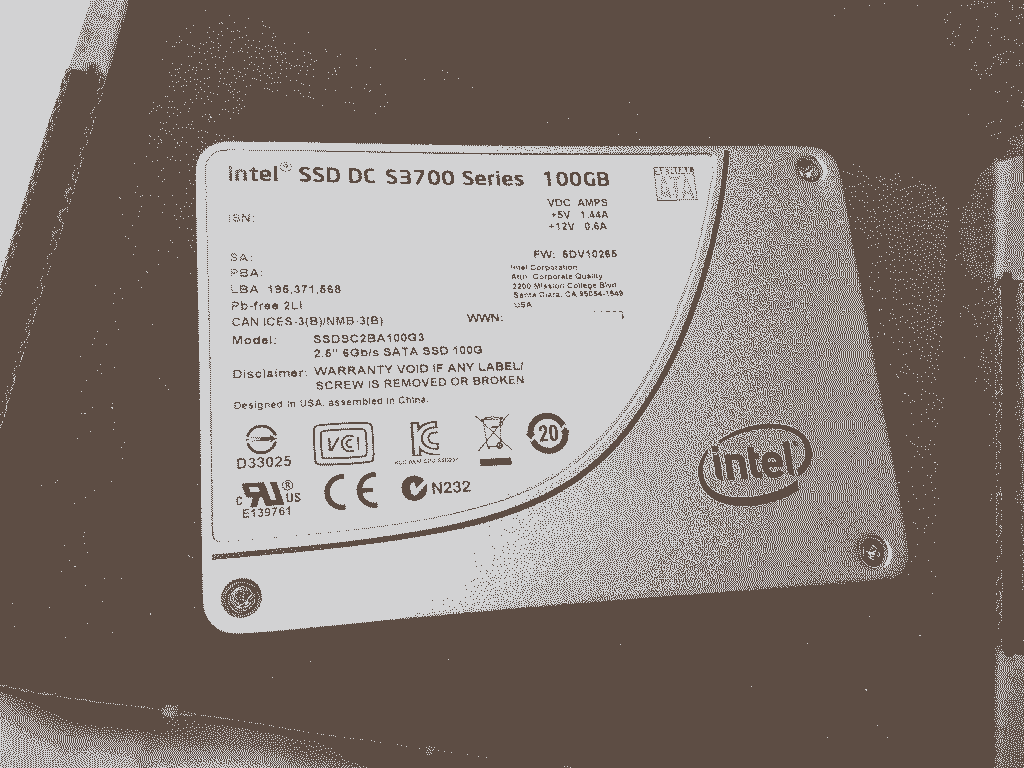 intel® SSD DC S3700 Series 100GB
SATA
VDC AMPS
+5V 1.44A
+12V 0.6A
ISN:
SA:
PBA:
LBA 195,371,568
Pb-free 2LI
CAN ICES-3(B)/NMB-3(B)
FW: 5DV10265
Intel Corporation
Attn: Corporate Quality
2200 Mission College Blvd
Santa Clara, CA 95054-1549
USA
WWN:
Model: SSDSC2BA100G3
2.5" 6Gb/s SATA SSD 100G
Disclaimer: WARRANTY VOID IF ANY LABEL/
SCREW IS REMOVED OR BROKEN
Designed in USA, assembled in China.
D33025
VCI
20
c RU® US
E139761
CE
N232
intel